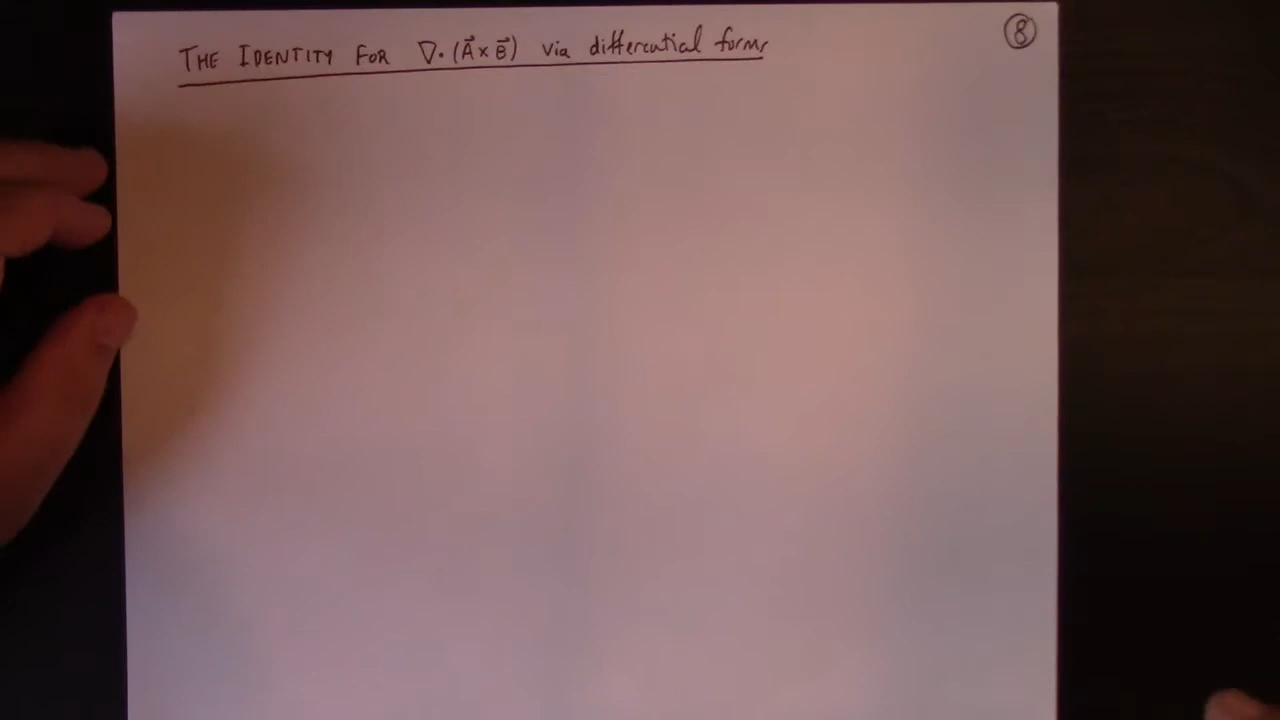 THE IDENTITY FOR ∇·(A⃗×B⃗) via differential forms
8